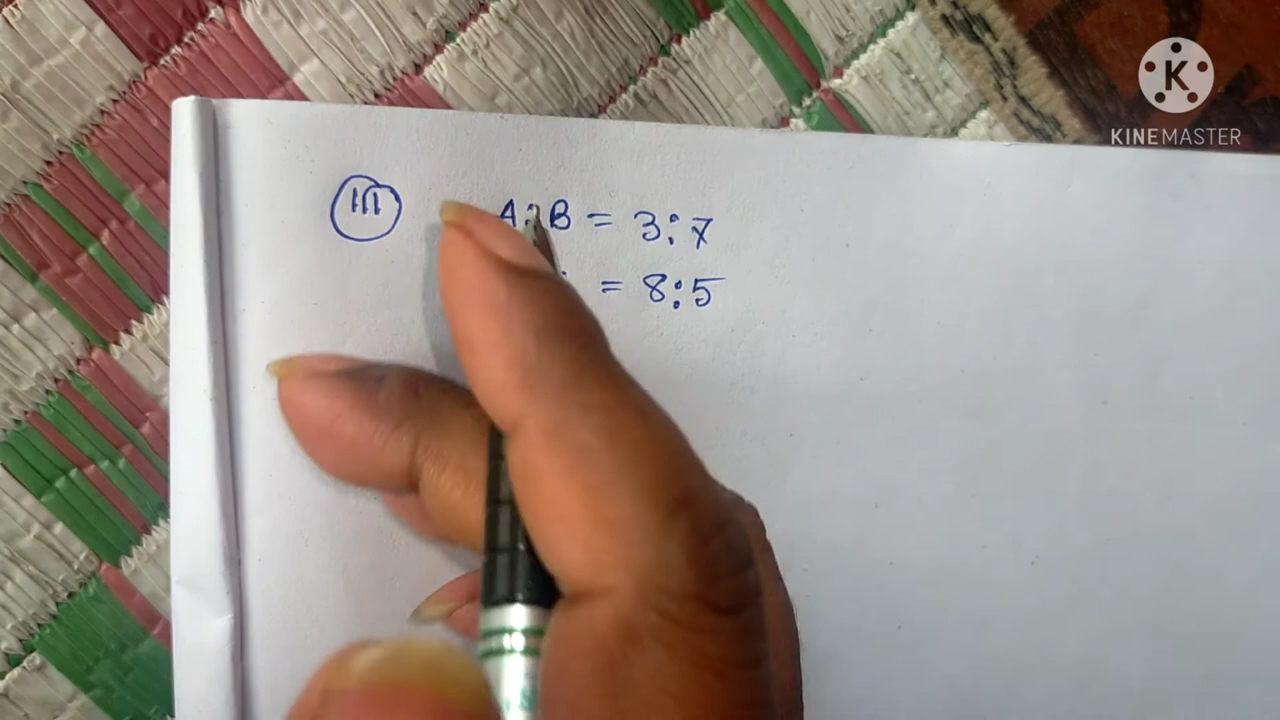 III A:B = 3:7
= 8:5
K
KINEMASTER